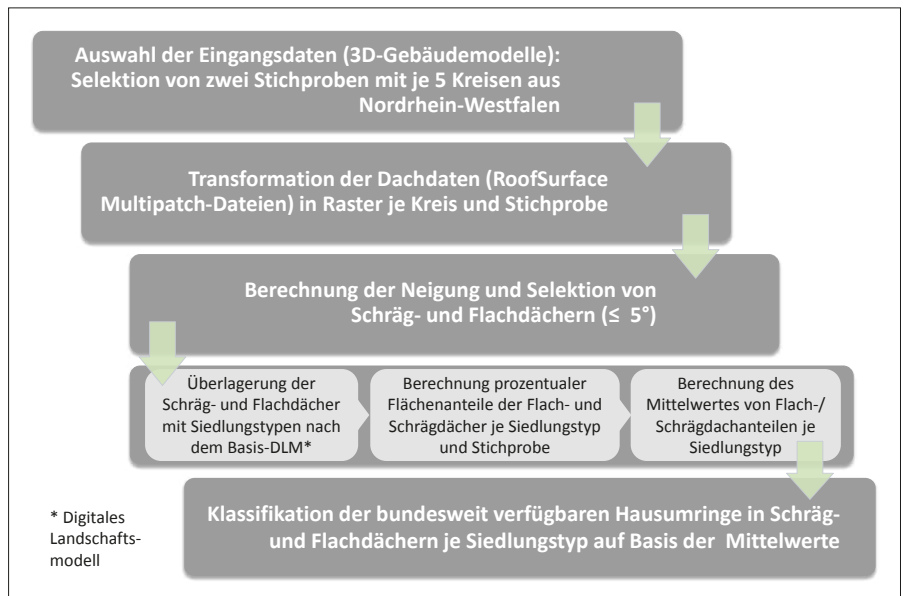 Auswahl der Eingangsdaten (3D-Gebäudemodelle):
Selektion von zwei Stichproben mit je 5 Kreisen aus
Nordrhein-Westfalen
Transformation der Dachdaten (RoofSurface
Multipatch-Dateien) in Raster je Kreis und Stichprobe
Berechnung der Neigung und Selektion von
Schräg- und Flachdächern (≤ 5°)
Überlagerung der
Schräg- und Flachdächer
mit Siedlungstypen nach
dem Basis-DLM*
Berechnung prozentualer
Flächenanteile der Flach- und
Schrägdächer je Siedlungstyp
und Stichprobe
Berechnung des
Mittelwertes von Flach-/
Schrägdachanteilen je
Siedlungstyp
Klassifikation der bundesweit verfügbaren Hausumringe in Schräg-
und Flachdächern je Siedlungstyp auf Basis der Mittelwerte
* Digitales
Landschafts-
modell